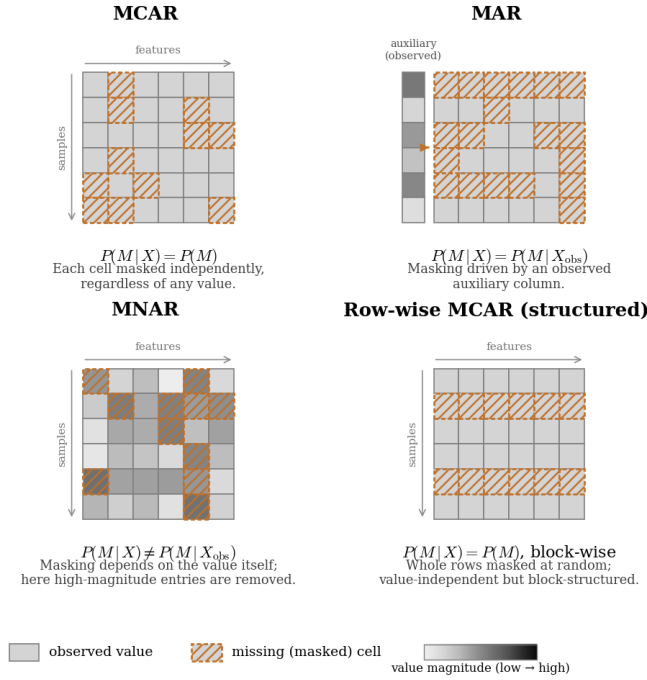 MCAR
features
samples
P(M | X) = P(M)
Each cell masked independently,
regardless of any value.
MAR
auxiliary
(observed)
P(M | X) = P(M | X_obs)
Masking driven by an observed
auxiliary column.
MNAR
features
samples
P(M | X) ≠ P(M | X_obs)
Masking depends on the value itself;
here high-magnitude entries are removed.
Row-wise MCAR (structured)
features
samples
P(M | X) = P(M), block-wise
Whole rows masked at random;
value-independent but block-structured.
observed value
missing (masked) cell
value magnitude (low → high)